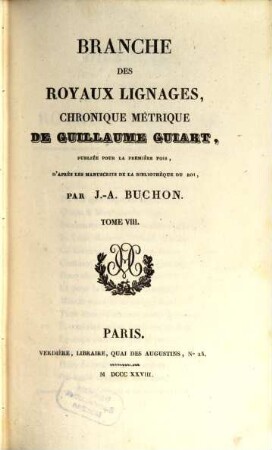 BRANCHE
DES
ROYAUX LIGNAGES,
CHRONIQUE MÉTRIQUE
DE GUILLAUME GUIART,
PUBLIÉE POUR LA PREMIÈRE FOIS,
D'APRÈS LES MANUSCRITS DE LA BIBLIOTHÈQUE DU ROI,
PAR J.-A. BUCHON.
TOME VIII.
PARIS.
VERDIÈRE, LIBRAIRE, QUAI DES AUGUSTINS, No 25.
M DCCC XXVIII.